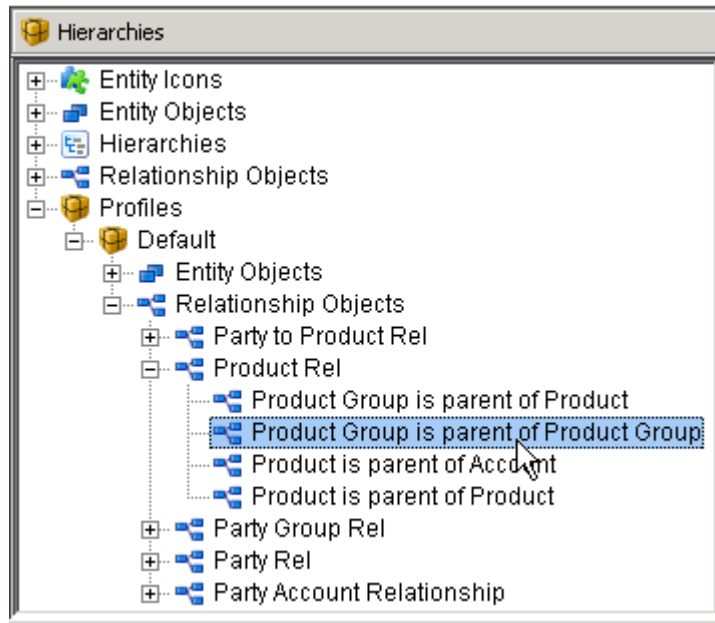 Hierarchies
Entity Icons
Entity Objects
Hierarchies
Relationship Objects
Profiles
Default
Entity Objects
Relationship Objects
Party to Product Rel
Product Rel
Product Group is parent of Product
Product Group is parent of Product Group
Product is parent of Account
Product is parent of Product
Party Group Rel
Party Rel
Party Account Relationship